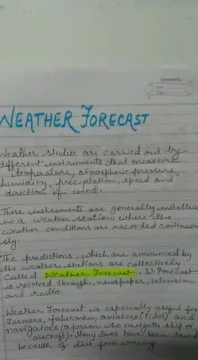 WEATHER FORECAST
Weather studies are carried out by
different instruments that measure
temperature, atmospheric pressure,
humidity, precipitation, speed and
direction of wind.
These instruments are generally installed
in a weather station where the
weather conditions are recorded continuou
sly.
The predictions, which are announced by
the weather stations are collectively
called Weather Forecast. Forecast
is received through newspaper, television
and radio.
Weather Forecast is especially useful for
farmers, fisherman, aviators (Pilots) and
navigators (a person who navigates ship or
aircraft). Many lives have been saved
because of this forewarning.